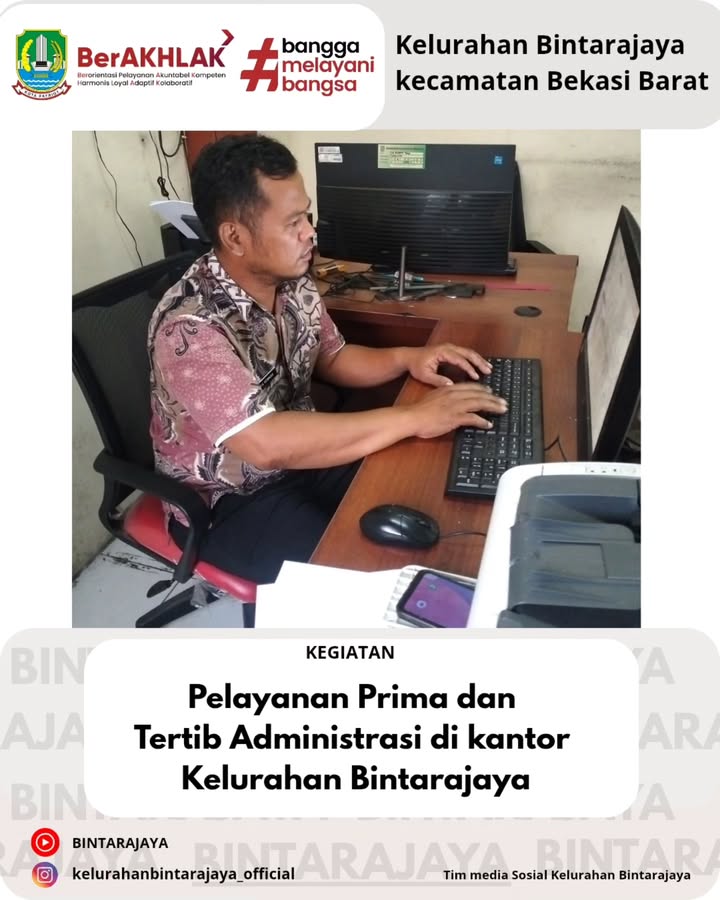 BerAKHLAK
Berorientasi Pelayanan Akuntabel Kompeten
Harmonis Loyal Adaptif Kolaboratif
#bangga
melayani
bangsa
Kelurahan Bintarajaya
kecamatan Bekasi Barat
KEGIATAN
Pelayanan Prima dan
Tertib Administrasi di kantor
Kelurahan Bintarajaya
BINTARAJAYA
kelurahanbintarajaya_official
Tim media Sosial Kelurahan Bintarajaya
BINTARAJAYA